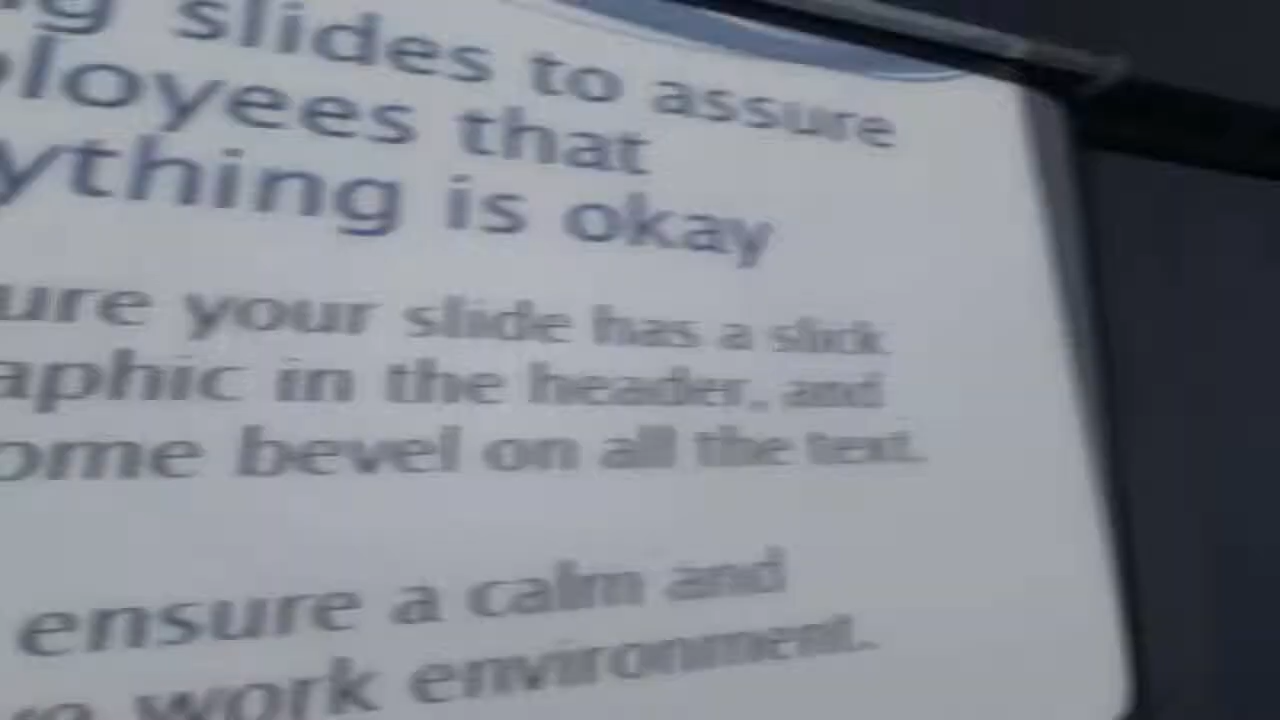 g slides to assure
loyees that
ything is okay
ure your slide has a slick
aphic in the header, and
ome bevel on all the text.
ensure a calm and
work environment.